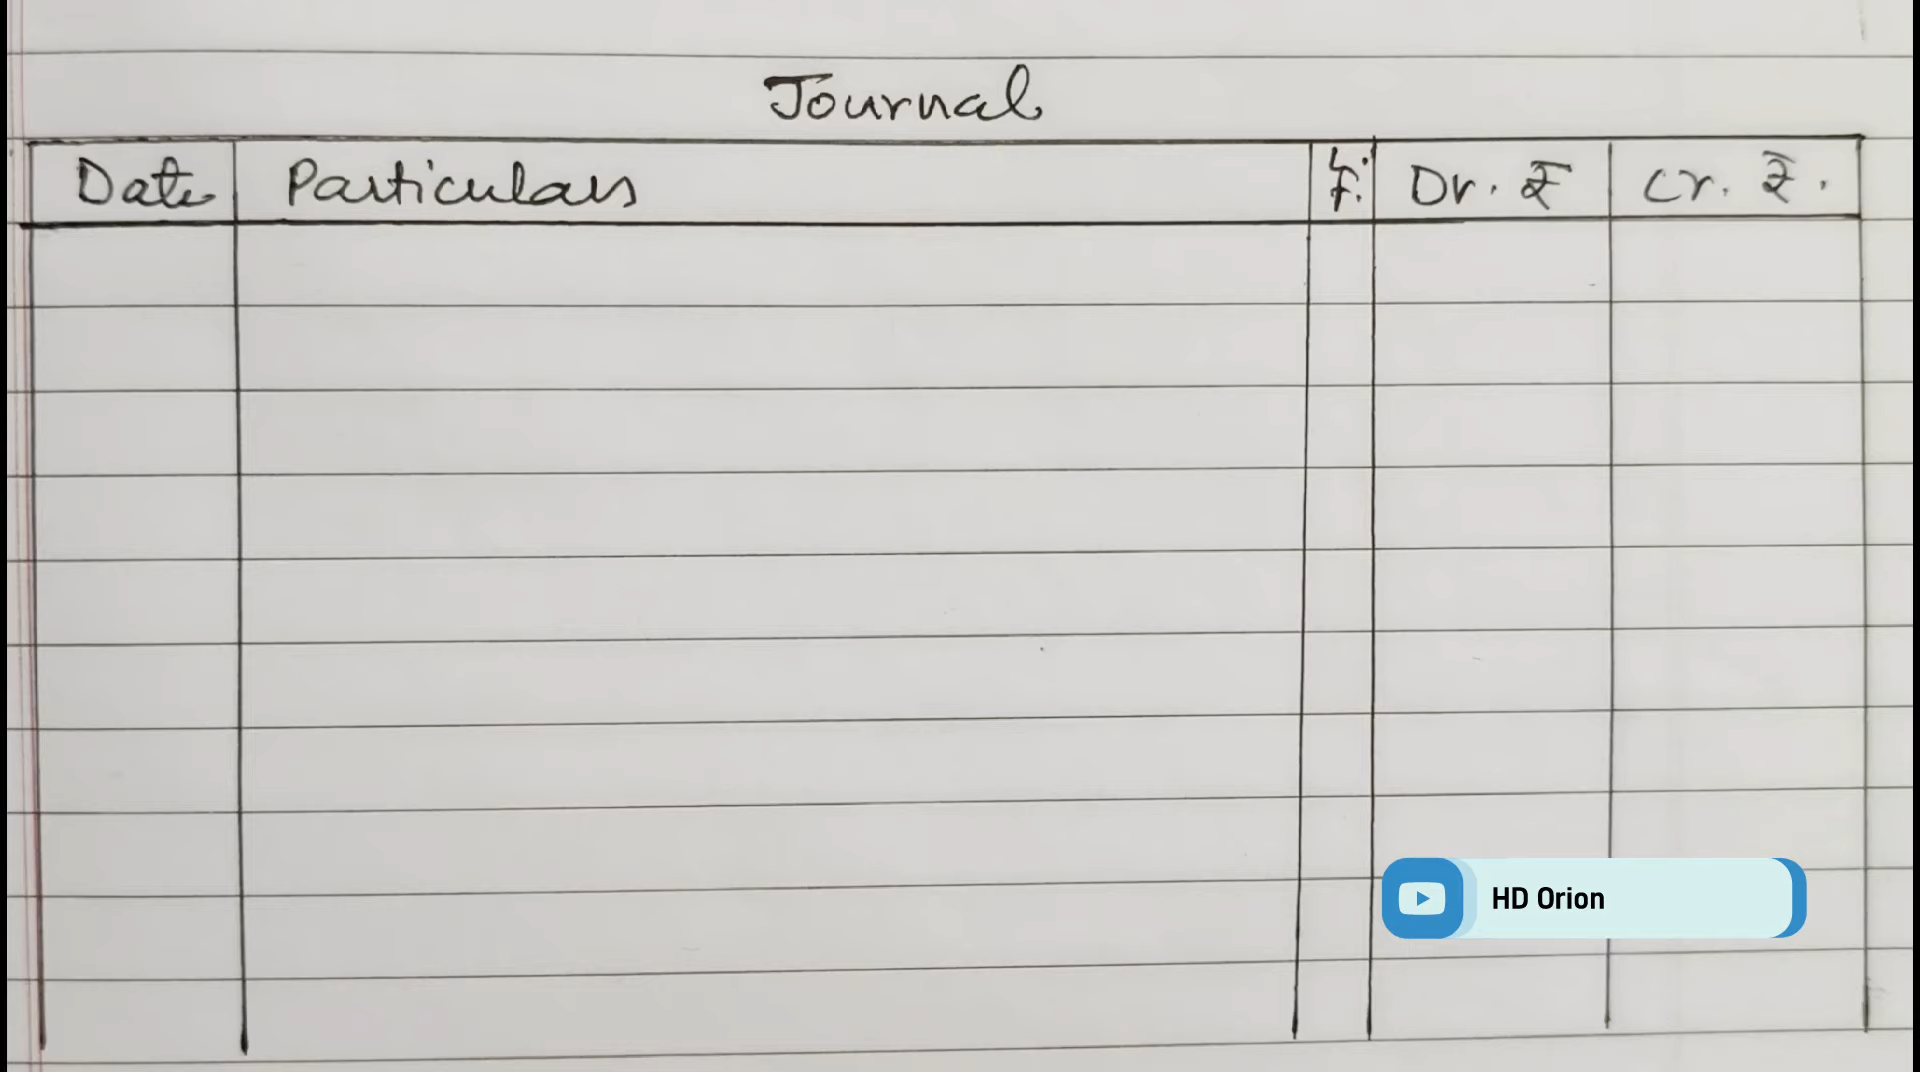 Journal
Date Particulars L.F. Dr. ₹ Cr. ₹.
HD Orion